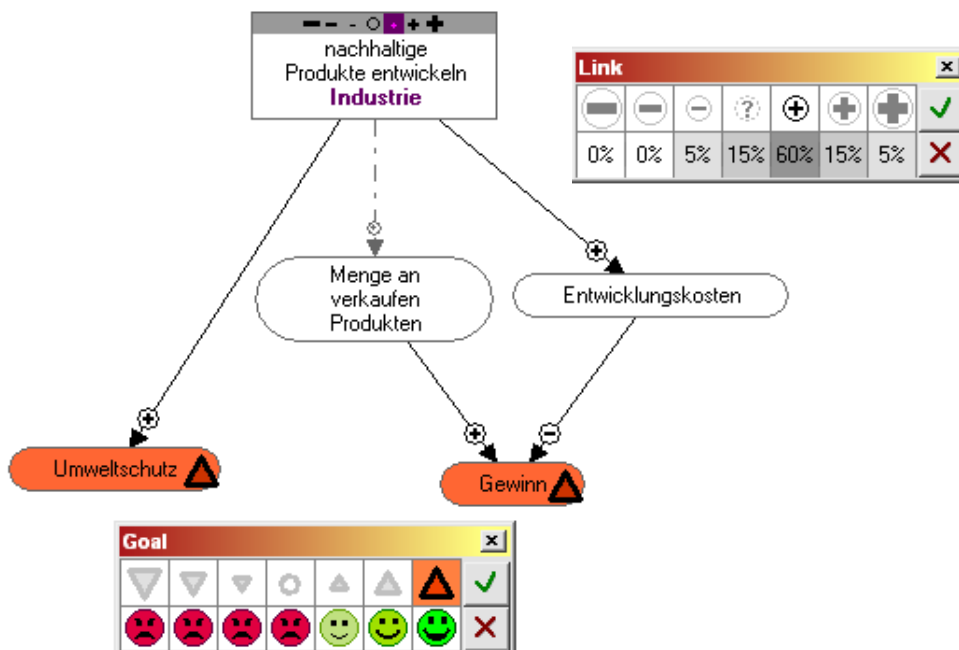 nachhaltige
Produkte entwickeln
Industrie
Link
0% 0% 5% 15% 60% 15% 5%
Menge an
verkaufen
Produkten
Entwicklungskosten
Umweltschutz
Gewinn
Goal